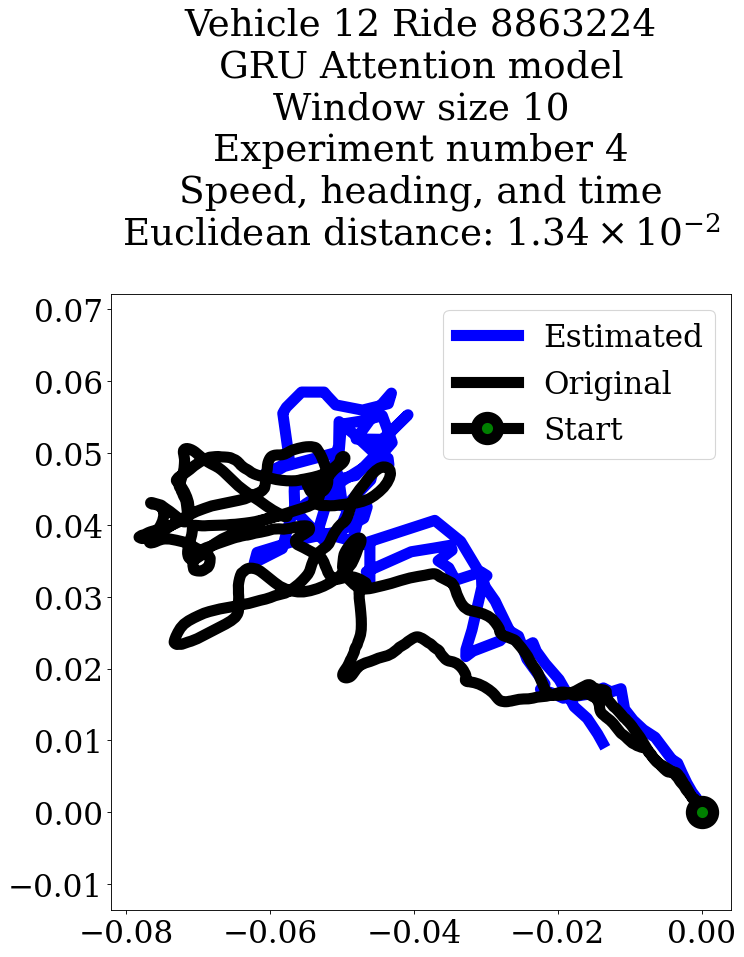 Vehicle 12 Ride 8863224
GRU Attention model
Window size 10
Experiment number 4
Speed, heading, and time
Euclidean distance: 1.34 × 10⁻²
Estimated
Original
Start
0.07
0.06
0.05
0.04
0.03
0.02
0.01
0.00
−0.01
−0.08 −0.06 −0.04 −0.02 0.00